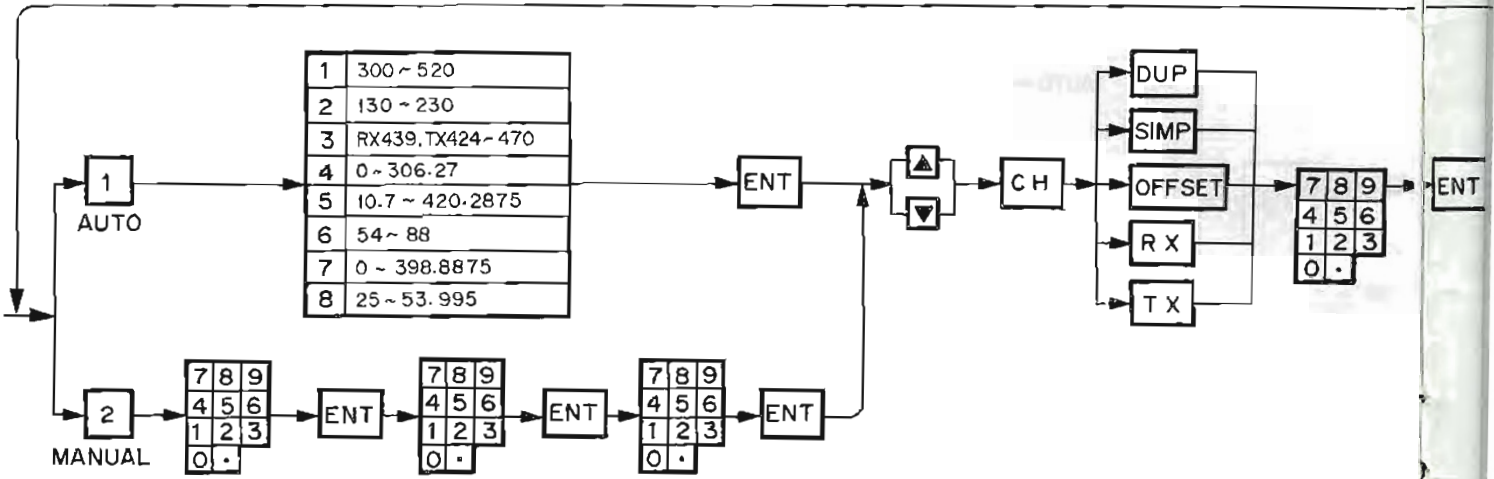 1 300~520
2 130~230
3 RX439.TX424~470
4 0~306.27
5 10.7~420.2875
6 54~88
7 0~398.8875
8 25~53.995
1
AUTO
ENT
▲
▼
CH
DUP
SIMP
OFFSET
RX
TX
7 8 9
4 5 6
1 2 3
0 .
ENT
2
MANUAL
7 8 9
4 5 6
1 2 3
0 .
ENT
7 8 9
4 5 6
1 2 3
0 .
ENT
7 8 9
4 5 6
1 2 3
0 .
ENT